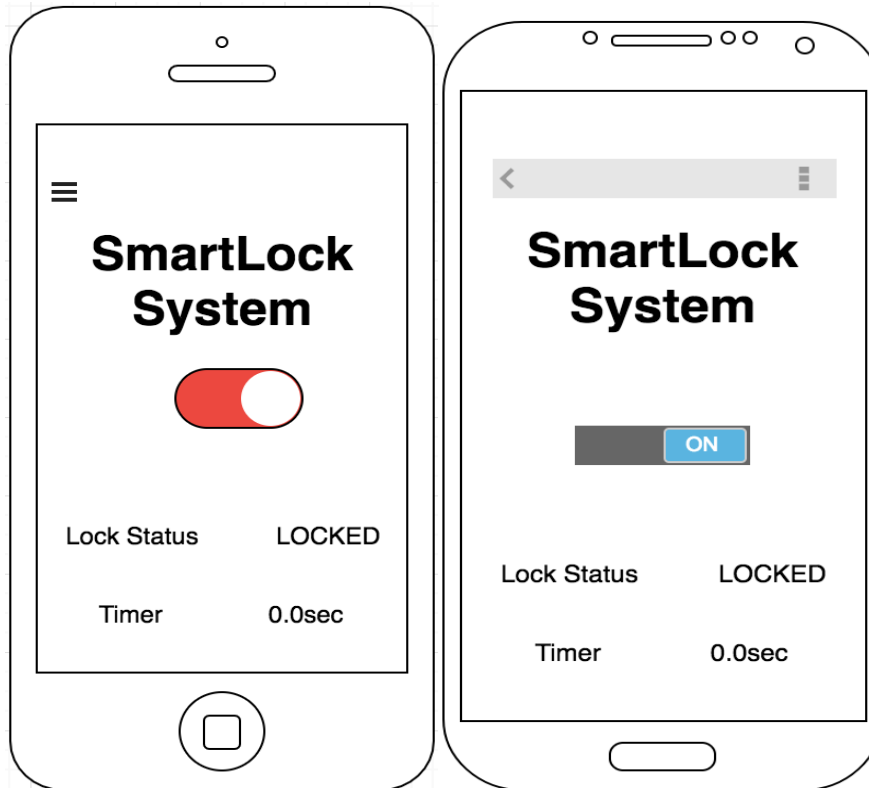 SmartLock
System
Lock Status LOCKED
Timer 0.0sec
SmartLock
System
ON
Lock Status LOCKED
Timer 0.0sec